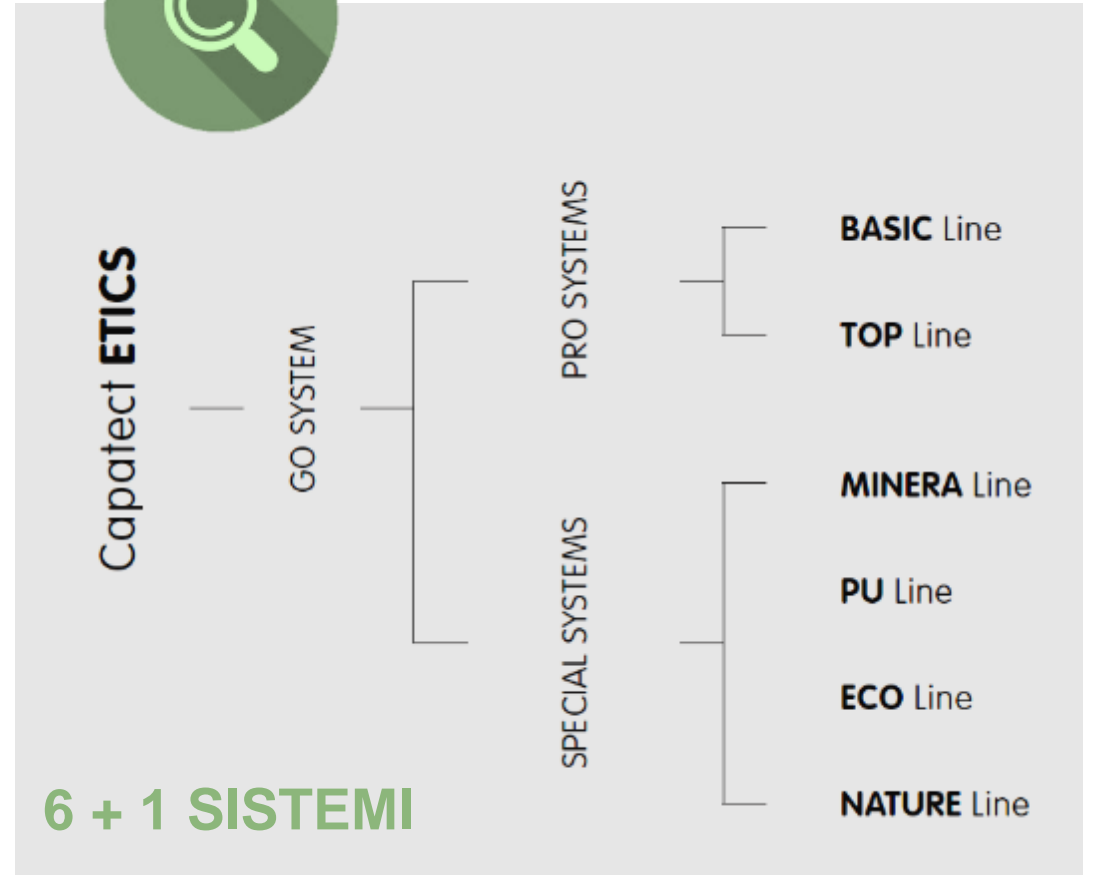 Capatect ETICS
GO SYSTEM
PRO SYSTEMS
BASIC Line
TOP Line
SPECIAL SYSTEMS
MINERA Line
PU Line
ECO Line
NATURE Line
6 + 1 SISTEMI